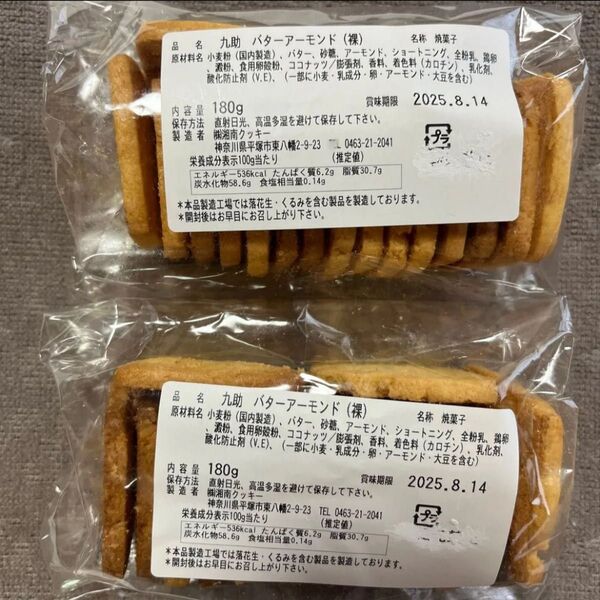 品名 九助 バターアーモンド（裸） 名称 焼菓子
原材料名 小麦粉（国内製造）、バター、砂糖、アーモンド、ショートニング、全粉乳、鶏卵
、澱粉、食用卵殻粉、ココナッツ／膨張剤、香料、着色料（カロチン）、乳化剤、
酸化防止剤（V.E）、（一部に小麦・乳成分・卵・アーモンド・大豆を含む）
内容量 180g 賞味期限 2025.8.14
保存方法 直射日光、高温多湿を避けて保存して下さい。
製造者 ㈱湘南クッキー
神奈川県平塚市東八幡2-9-23 TEL 0463-21-2041
栄養成分表示100g当たり （推定値）
エネルギー536kcal たんぱく質6.2g 脂質30.7g
炭水化物58.6g 食塩相当量0.14g
プラ
＊本品製造工場では落花生・くるみを含む製品を製造しております。
＊開封後はお早目にお召し上がり下さい。
品名 九助 バターアーモンド（裸） 名称 焼菓子
原材料名 小麦粉（国内製造）、バター、砂糖、アーモンド、ショートニング、全粉乳、鶏卵
、澱粉、食用卵殻粉、ココナッツ／膨張剤、香料、着色料（カロチン）、乳化剤、
酸化防止剤（V.E）、（一部に小麦・乳成分・卵・アーモンド・大豆を含む）
内容量 180g 賞味期限 2025.8.14
保存方法 直射日光、高温多湿を避けて保存して下さい。
製造者 ㈱湘南クッキー
神奈川県平塚市東八幡2-9-23 TEL 0463-21-2041
栄養成分表示100g当たり （推定値）
エネルギー536kcal たんぱく質6.2g 脂質30.7g
炭水化物58.6g 食塩相当量0.14g
プラ
＊本品製造工場では落花生・くるみを含む製品を製造しております。
＊開封後はお早目にお召し上がり下さい。